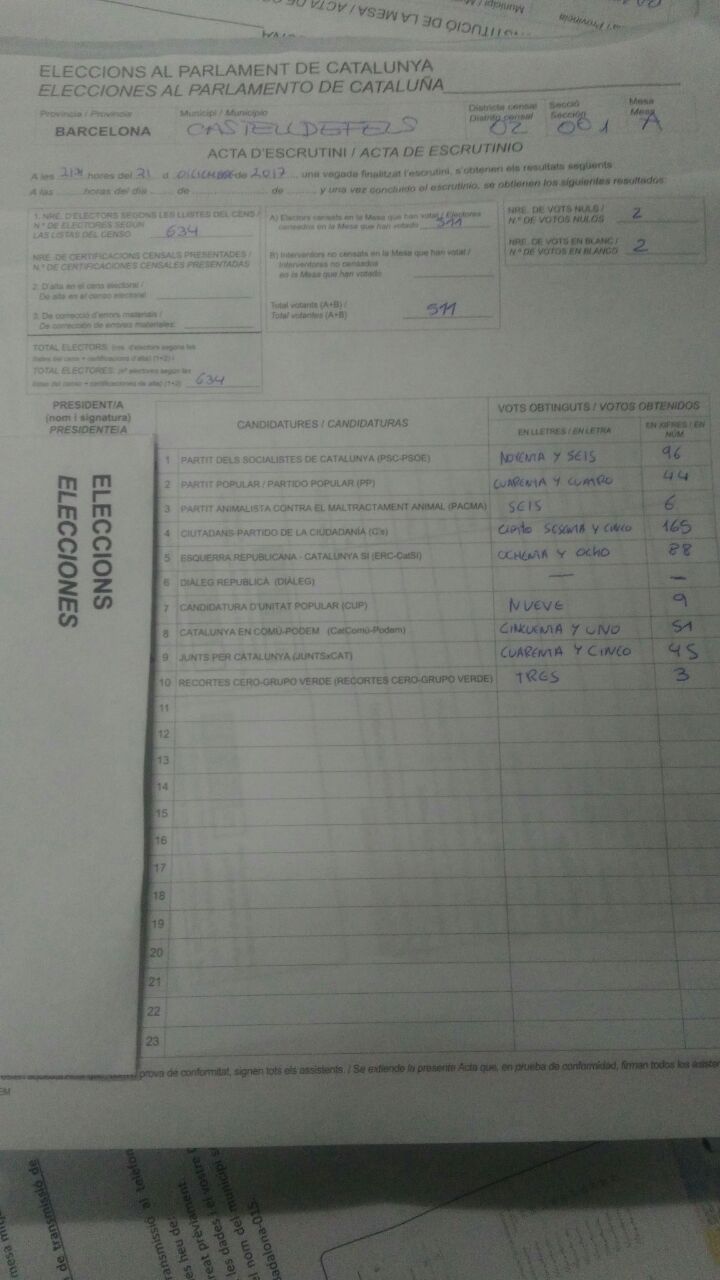 ELECCIONS AL PARLAMENT DE CATALUNYA
ELECCIONES AL PARLAMENTO DE CATALUÑA
Província / Provincia
Municipi / Municipio
Districte censal
Distrito censal
Secció
Sección
Mesa
Mesa
BARCELONA CASTELLDEFELS 02 001 A
ACTA D'ESCRUTINI / ACTA DE ESCRUTINIO
A les hores del 21 d DICIEMBRE de 2017, una vegada finalitzat l'escrutini, s'obtenen els resultats següents:
A las horas del día de de y una vez concluido el escrutinio, se obtienen los siguientes resultados:
1. NRE. D'ELECTORS SEGONS LES LLISTES DEL CENS /
N.º DE ELECTORES SEGÚN
LAS LISTAS DEL CENSO 634
NRE. DE CERTIFICACIONS CENSALS PRESENTADES /
N.º DE CERTIFICACIONES CENSALES PRESENTADAS
2. D'alta en el cens electoral /
De alta en el censo electoral:
3. De correcció d'errors materials /
De corrección de errores materiales:
TOTAL ELECTORS: (nre. d'electors segons les
llistes del cens + certificacions d'alta) (1+2) /
TOTAL ELECTORES: (nº electores según las
listas del censo + certificaciones de alta) (1+2) 634
A) Electors censats en la Mesa que han votat / Electores
censados en la Mesa que han votado 511
B) Interventors no censats en la Mesa que han votat /
Interventores no censados
en la Mesa que han votado
Total votants (A+B) /
Total votantes (A+B) 511
NRE. DE VOTS NULS /
N.º DE VOTOS NULOS 2
NRE. DE VOTS EN BLANC /
N.º DE VOTOS EN BLANCO 2
PRESIDENT/A
(nom i signatura)
PRESIDENTE/A
ELECCIONS
ELECCIONES
CANDIDATURES / CANDIDATURAS
VOTS OBTINGUTS / VOTOS OBTENIDOS
EN LLETRES / EN LETRA
EN XIFRES / EN
NÚM.
1 PARTIT DELS SOCIALISTES DE CATALUNYA (PSC-PSOE) NOVENTA Y SEIS 96
2 PARTIT POPULAR / PARTIDO POPULAR (PP) CUARENTA Y CUATRO 44
3 PARTIT ANIMALISTA CONTRA EL MALTRACTAMENT ANIMAL (PACMA) SEIS 6
4 CIUTADANS-PARTIDO DE LA CIUDADANÍA (C's) CIENTO SESENTA Y CINCO 165
5 ESQUERRA REPUBLICANA - CATALUNYA SÍ (ERC-CatSí) OCHENTA Y OCHO 88
6 DIÀLEG REPUBLICÀ (DIÀLEG) — —
7 CANDIDATURA D'UNITAT POPULAR (CUP) NUEVE 9
8 CATALUNYA EN COMÚ-PODEM (CatComú-Podem) CINCUENTA Y UNO 51
9 JUNTS PER CATALUNYA (JUNTSxCAT) CUARENTA Y CINCO 45
10 RECORTES CERO-GRUPO VERDE (RECORTES CERO-GRUPO VERDE) TRES 3
11
12
13
14
15
16
17
18
19
20
21
22
23
prova de conformitat, signen tots els assistents. / Se extiende la presente Acta que, en prueba de conformidad, firman todos los